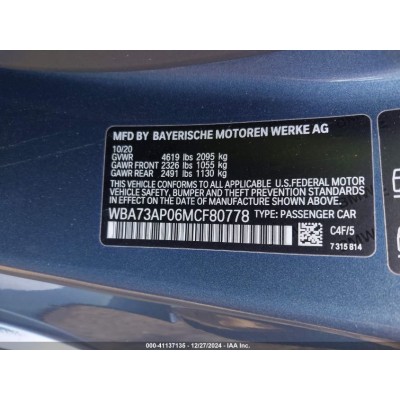 MFD BY BAYERISCHE MOTOREN WERKE AG
10/20
GVWR 4619 lbs 2095 kg
GAWR FRONT 2326 lbs 1055 kg
GAWR REAR 2491 lbs 1130 kg
THIS VEHICLE CONFORMS TO ALL APPLICABLE U.S.FEDERAL MOTOR
VEHICLE SAFETY, BUMPER, AND THEFT PREVENTION STANDARDS
IN EFFECT ON THE DATE OF MANUFACTURE SHOWN ABOVE.
WBA73AP06MCF80778 TYPE: PASSENGER CAR
C4F/5
7 315 814
000-41137135 - 12/27/2024 - IAA Inc.